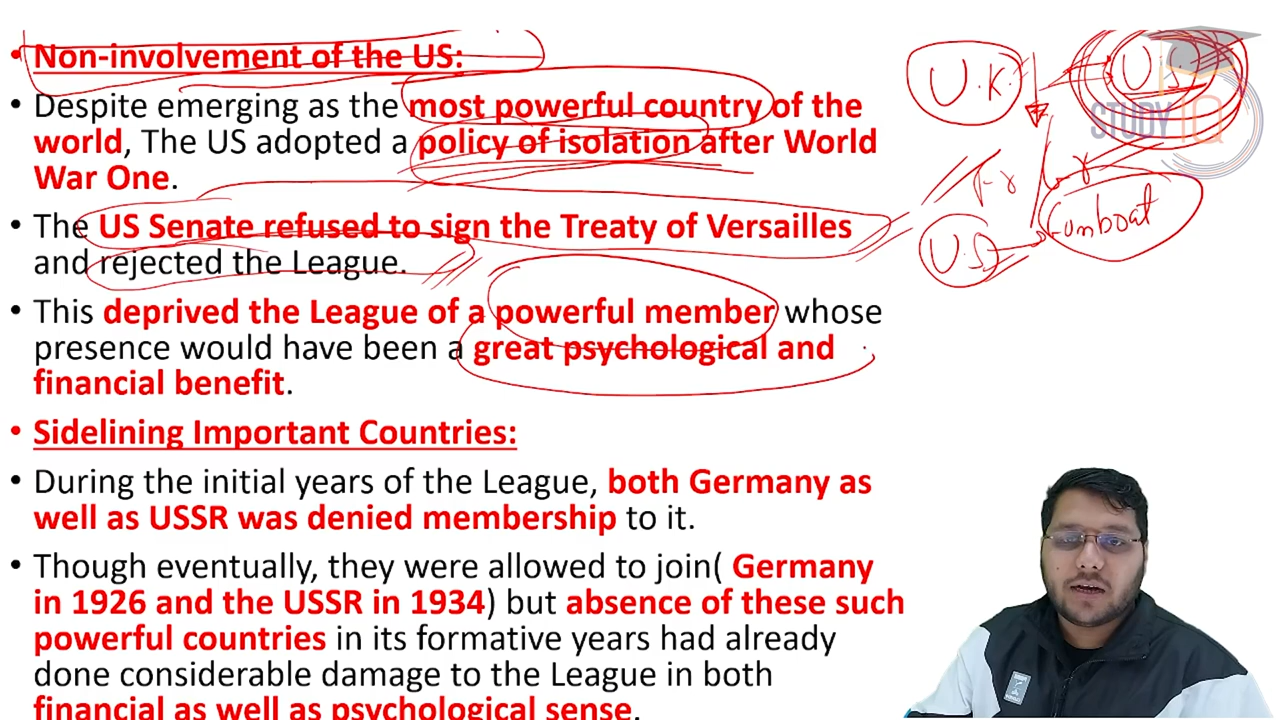 • Non-involvement of the US:
• Despite emerging as the most powerful country of the
world, The US adopted a policy of isolation after World
War One.
• The US Senate refused to sign the Treaty of Versailles
and rejected the League.
• This deprived the League of a powerful member whose
presence would have been a great psychological and
financial benefit.
• Sidelining Important Countries:
• During the initial years of the League, both Germany as
well as USSR was denied membership to it.
• Though eventually, they were allowed to join( Germany
in 1926 and the USSR in 1934) but absence of these such
powerful countries in its formative years had already
done considerable damage to the League in both
financial as well as psychological sense.
U.K.
STUDY IQ
U.S